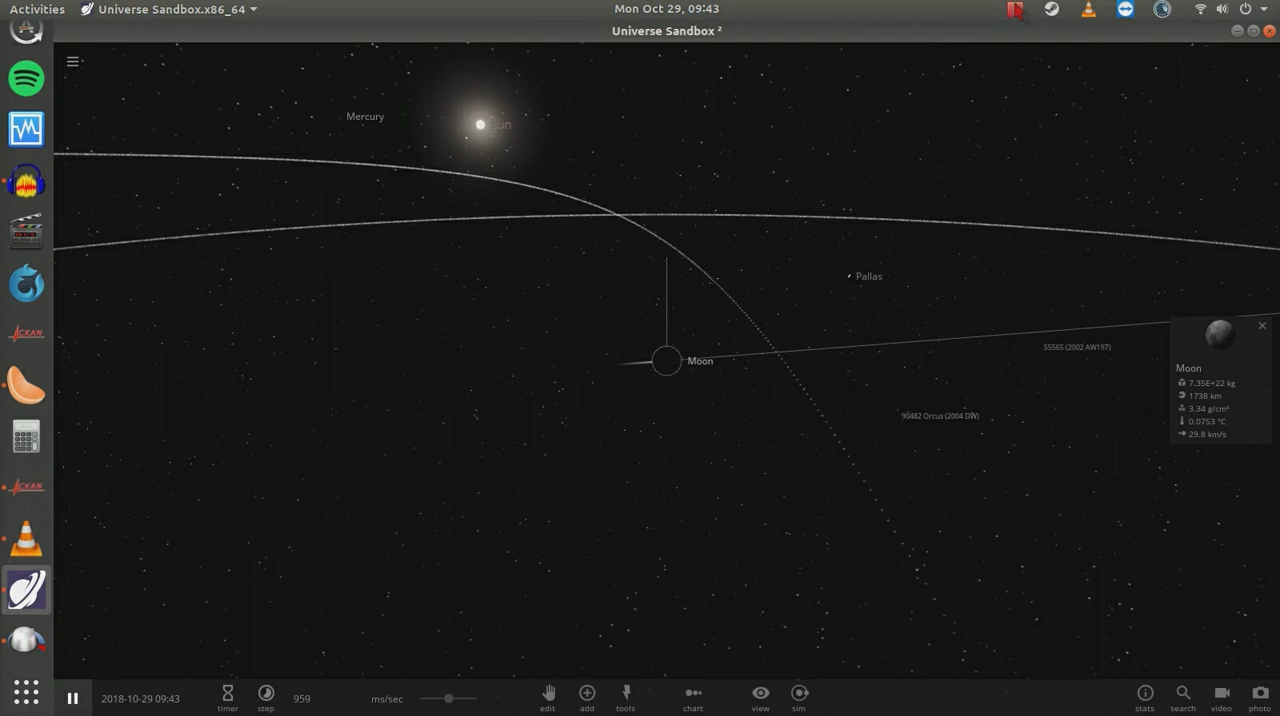 Activities Universe Sandbox.x86_64 Mon Oct 29, 09:43
Universe Sandbox ²
Mercury
Sun
Pallas
Moon
55565 (2002 AW197)
90482 Orcus (2004 DW)
Moon
7.35E+22 kg
1738 km
3.34 g/cm³
0.0753 °C
29.8 km/s
CKAN
CKAN
2018-10-29 09:43 timer step 959 ms/sec edit add tools chart view sim stats search video photo